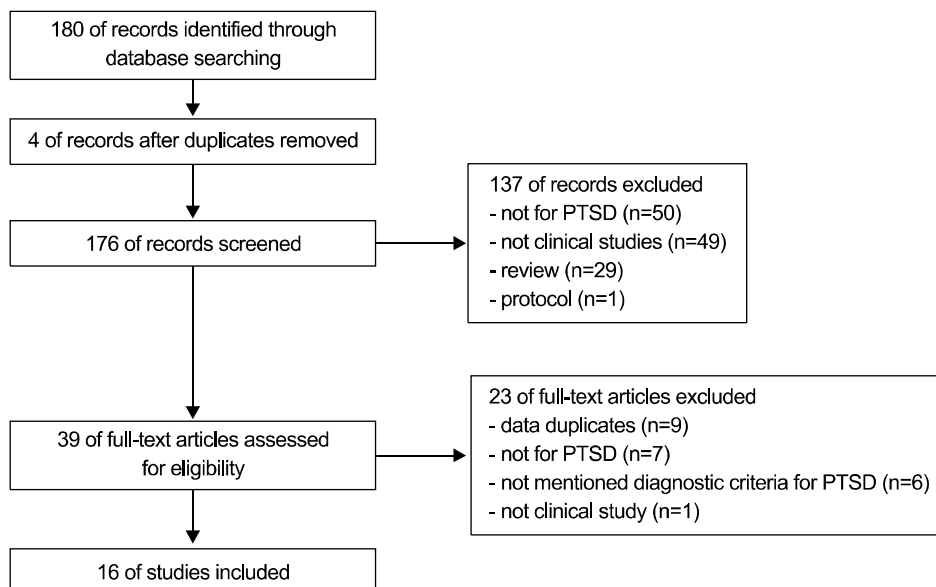 180 of records identified through
database searching
4 of records after duplicates removed
176 of records screened
137 of records excluded
- not for PTSD (n=50)
- not clinical studies (n=49)
- review (n=29)
- protocol (n=1)
39 of full-text articles assessed
for eligibility
23 of full-text articles excluded
- data duplicates (n=9)
- not for PTSD (n=7)
- not mentioned diagnostic criteria for PTSD (n=6)
- not clinical study (n=1)
16 of studies included